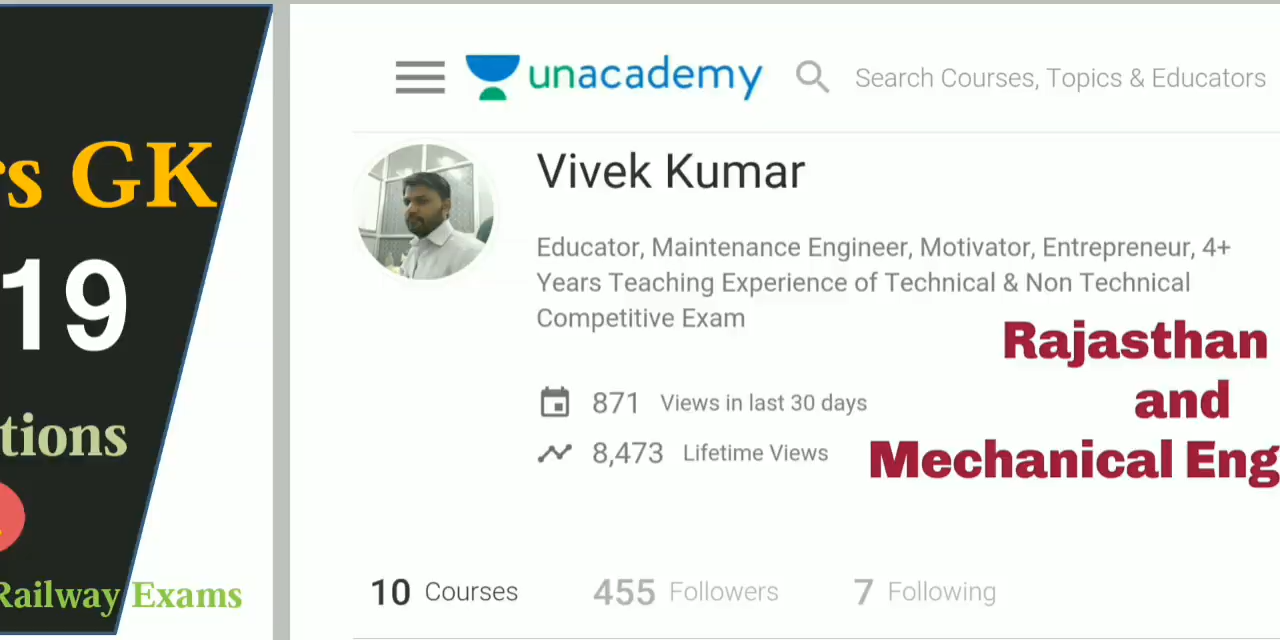 rs GK
19
tions
Railway Exams
unacademy
Search Courses, Topics & Educators
Vivek Kumar
Educator, Maintenance Engineer, Motivator, Entrepreneur, 4+
Years Teaching Experience of Technical & Non Technical
Competitive Exam
871 Views in last 30 days
8,473 Lifetime Views
Rajasthan
and
Mechanical Eng
10 Courses 455 Followers 7 Following